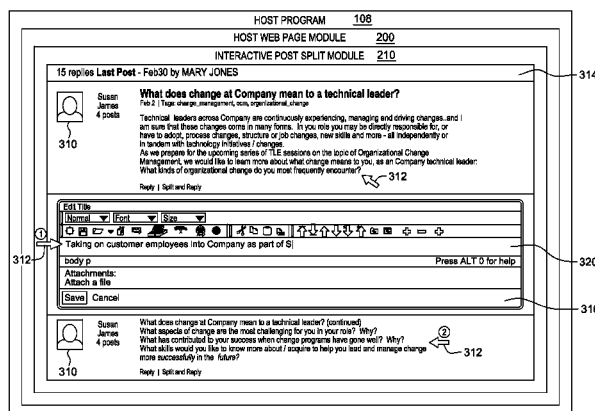 HOST PROGRAM 108
HOST WEB PAGE MODULE 200
INTERACTIVE POST SPLIT MODULE 210
15 replies Last Post - Feb30 by MARY JONES
314
Susan
James
4 posts
310
What does change at Company mean to a technical leader?
Feb 2 | Tags: change_management, ocm, organizational_change
Technical leaders across Company are continuously experiencing, managing and driving changes..and I
am sure that these changes come in many forms. In you role you may be directly responsible for, or
have to adopt, process changes, structure or job changes, new skills and more - all independently or
in tandem with technology initiatives / changes.
As we prepare for the upcoming series of TLE sessions on the topic of Organizational Change
Management, we would like to learn more about what change means to you, as an Company technical leader:
What kinds of organizational change do you most frequently encounter?
312
Reply | Split and Reply
Edit Title
Normal Font Size
1
312
Taking on customer employees into Company as part of S
320
body p Press ALT 0 for help
Attachments:
Attach a file
Save Cancel
316
Susan
James
4 posts
310
What does change at Company mean to a technical leader? (continued)
What aspects of change are the most challenging for you in your role? Why?
What has contributed to your success when change programs have gone well? Why?
What skills would you like to know more about / acquire to help you lead and manage change
more successfully in the future?
2
312
Reply | Split and Reply